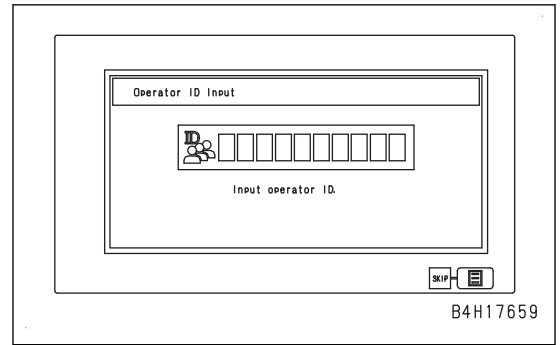 Operator ID Input
ID
Input operator ID.
SKIP
B4H17659